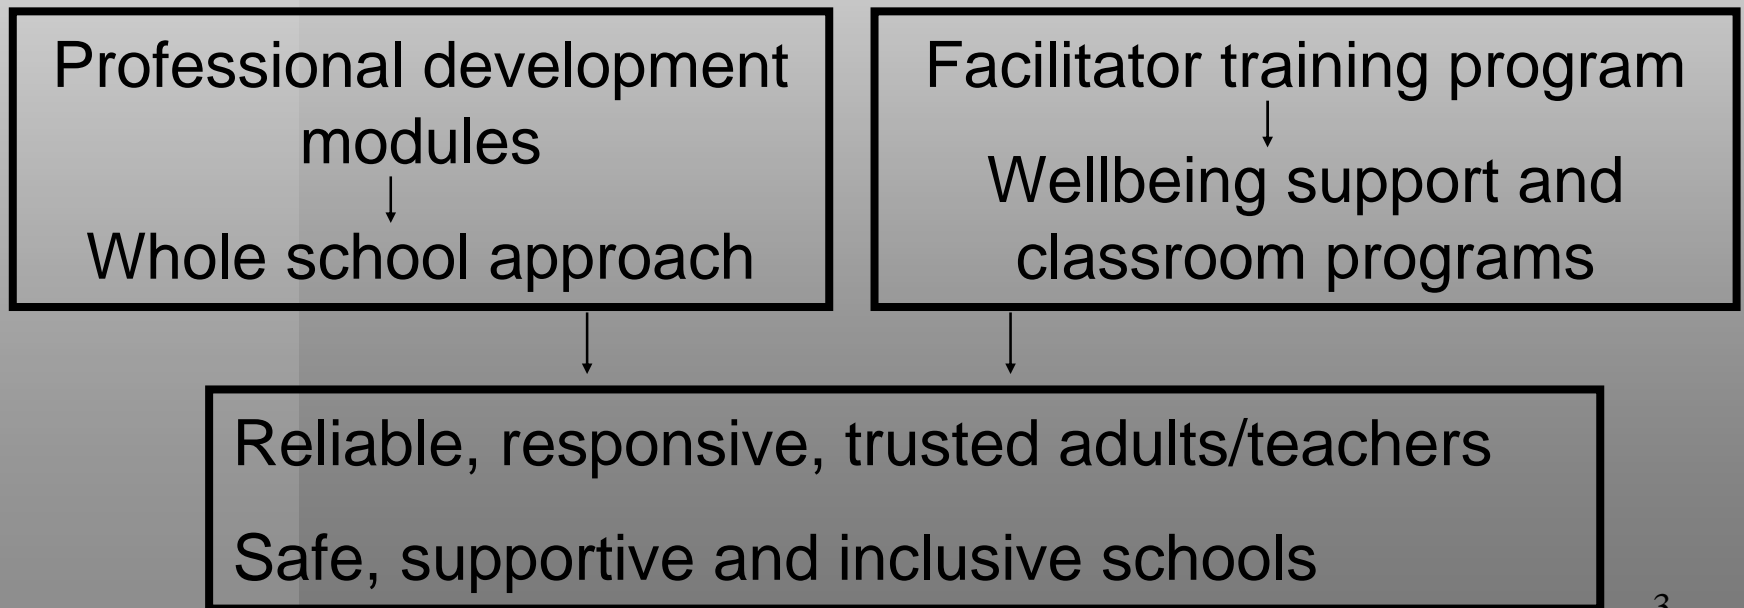 Professional development
modules
Whole school approach
Facilitator training program
Wellbeing support and
classroom programs
Reliable, responsive, trusted adults/teachers
Safe, supportive and inclusive schools
3